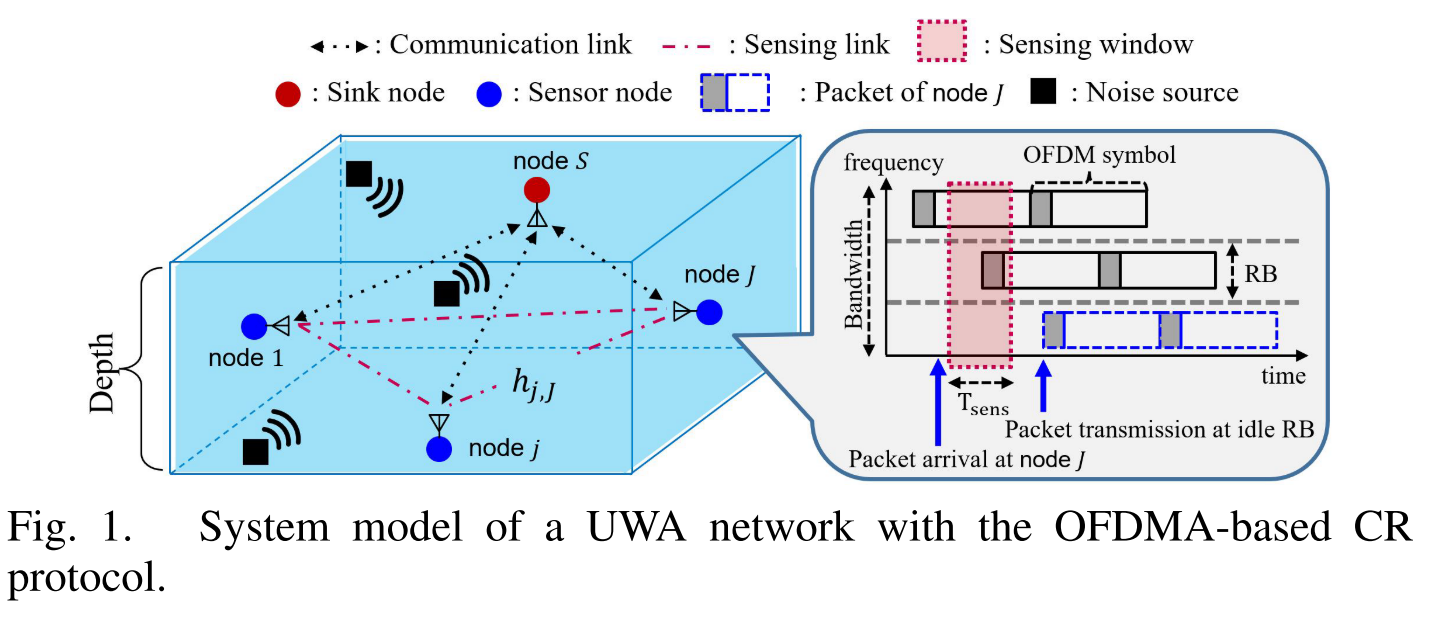 : Communication link : Sensing link : Sensing window
: Sink node : Sensor node : Packet of node J : Noise source
node S
node J
node 1
h_{j,J}
node j
Depth
frequency
OFDM symbol
Bandwidth
RB
time
T_{sens}
Packet transmission at idle RB
Packet arrival at node J
Fig. 1. System model of a UWA network with the OFDMA-based CR
protocol.